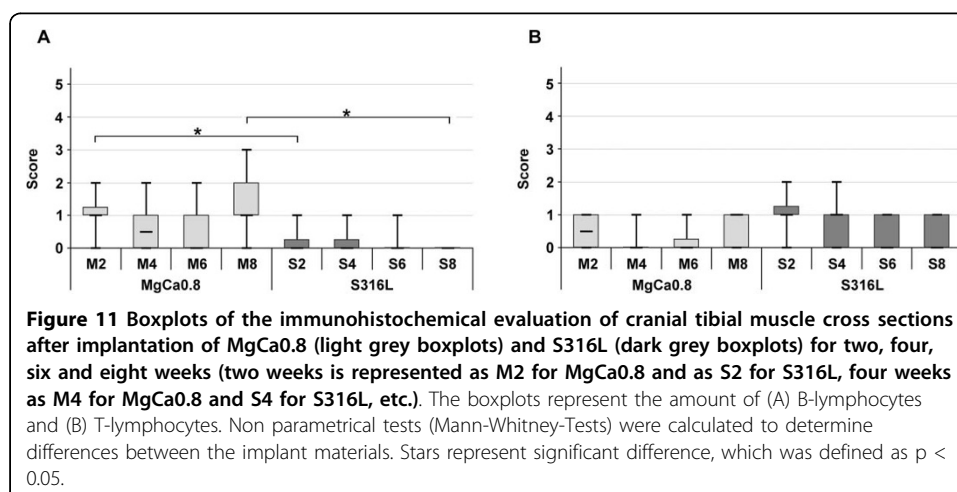 A
B
5
4
3
2
1
0
Score
* *
M2 M4 M6 M8 S2 S4 S6 S8
MgCa0.8 S316L
5
4
3
2
1
0
Score
M2 M4 M6 M8 S2 S4 S6 S8
MgCa0.8 S316L
Figure 11 Boxplots of the immunohistochemical evaluation of cranial tibial muscle cross sections
after implantation of MgCa0.8 (light grey boxplots) and S316L (dark grey boxplots) for two, four,
six and eight weeks (two weeks is represented as M2 for MgCa0.8 and as S2 for S316L, four weeks
as M4 for MgCa0.8 and S4 for S316L, etc.). The boxplots represent the amount of (A) B-lymphocytes
and (B) T-lymphocytes. Non parametrical tests (Mann-Whitney-Tests) were calculated to determine
differences between the implant materials. Stars represent significant difference, which was defined as p <
0.05.